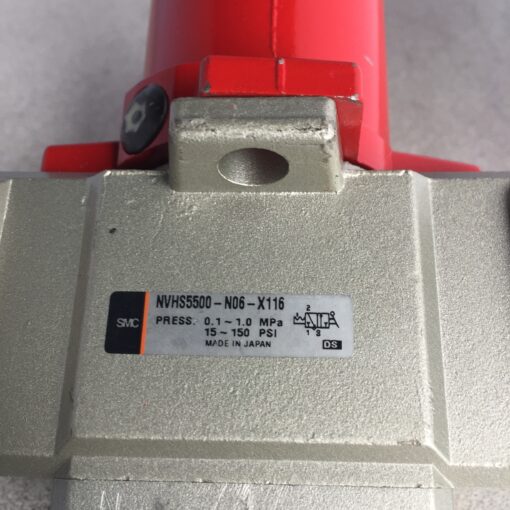 SMC
NVHS5500-N06-X116
PRESS. 0.1~1.0 MPa
15~150 PSI
MADE IN JAPAN
2
1 3
DS